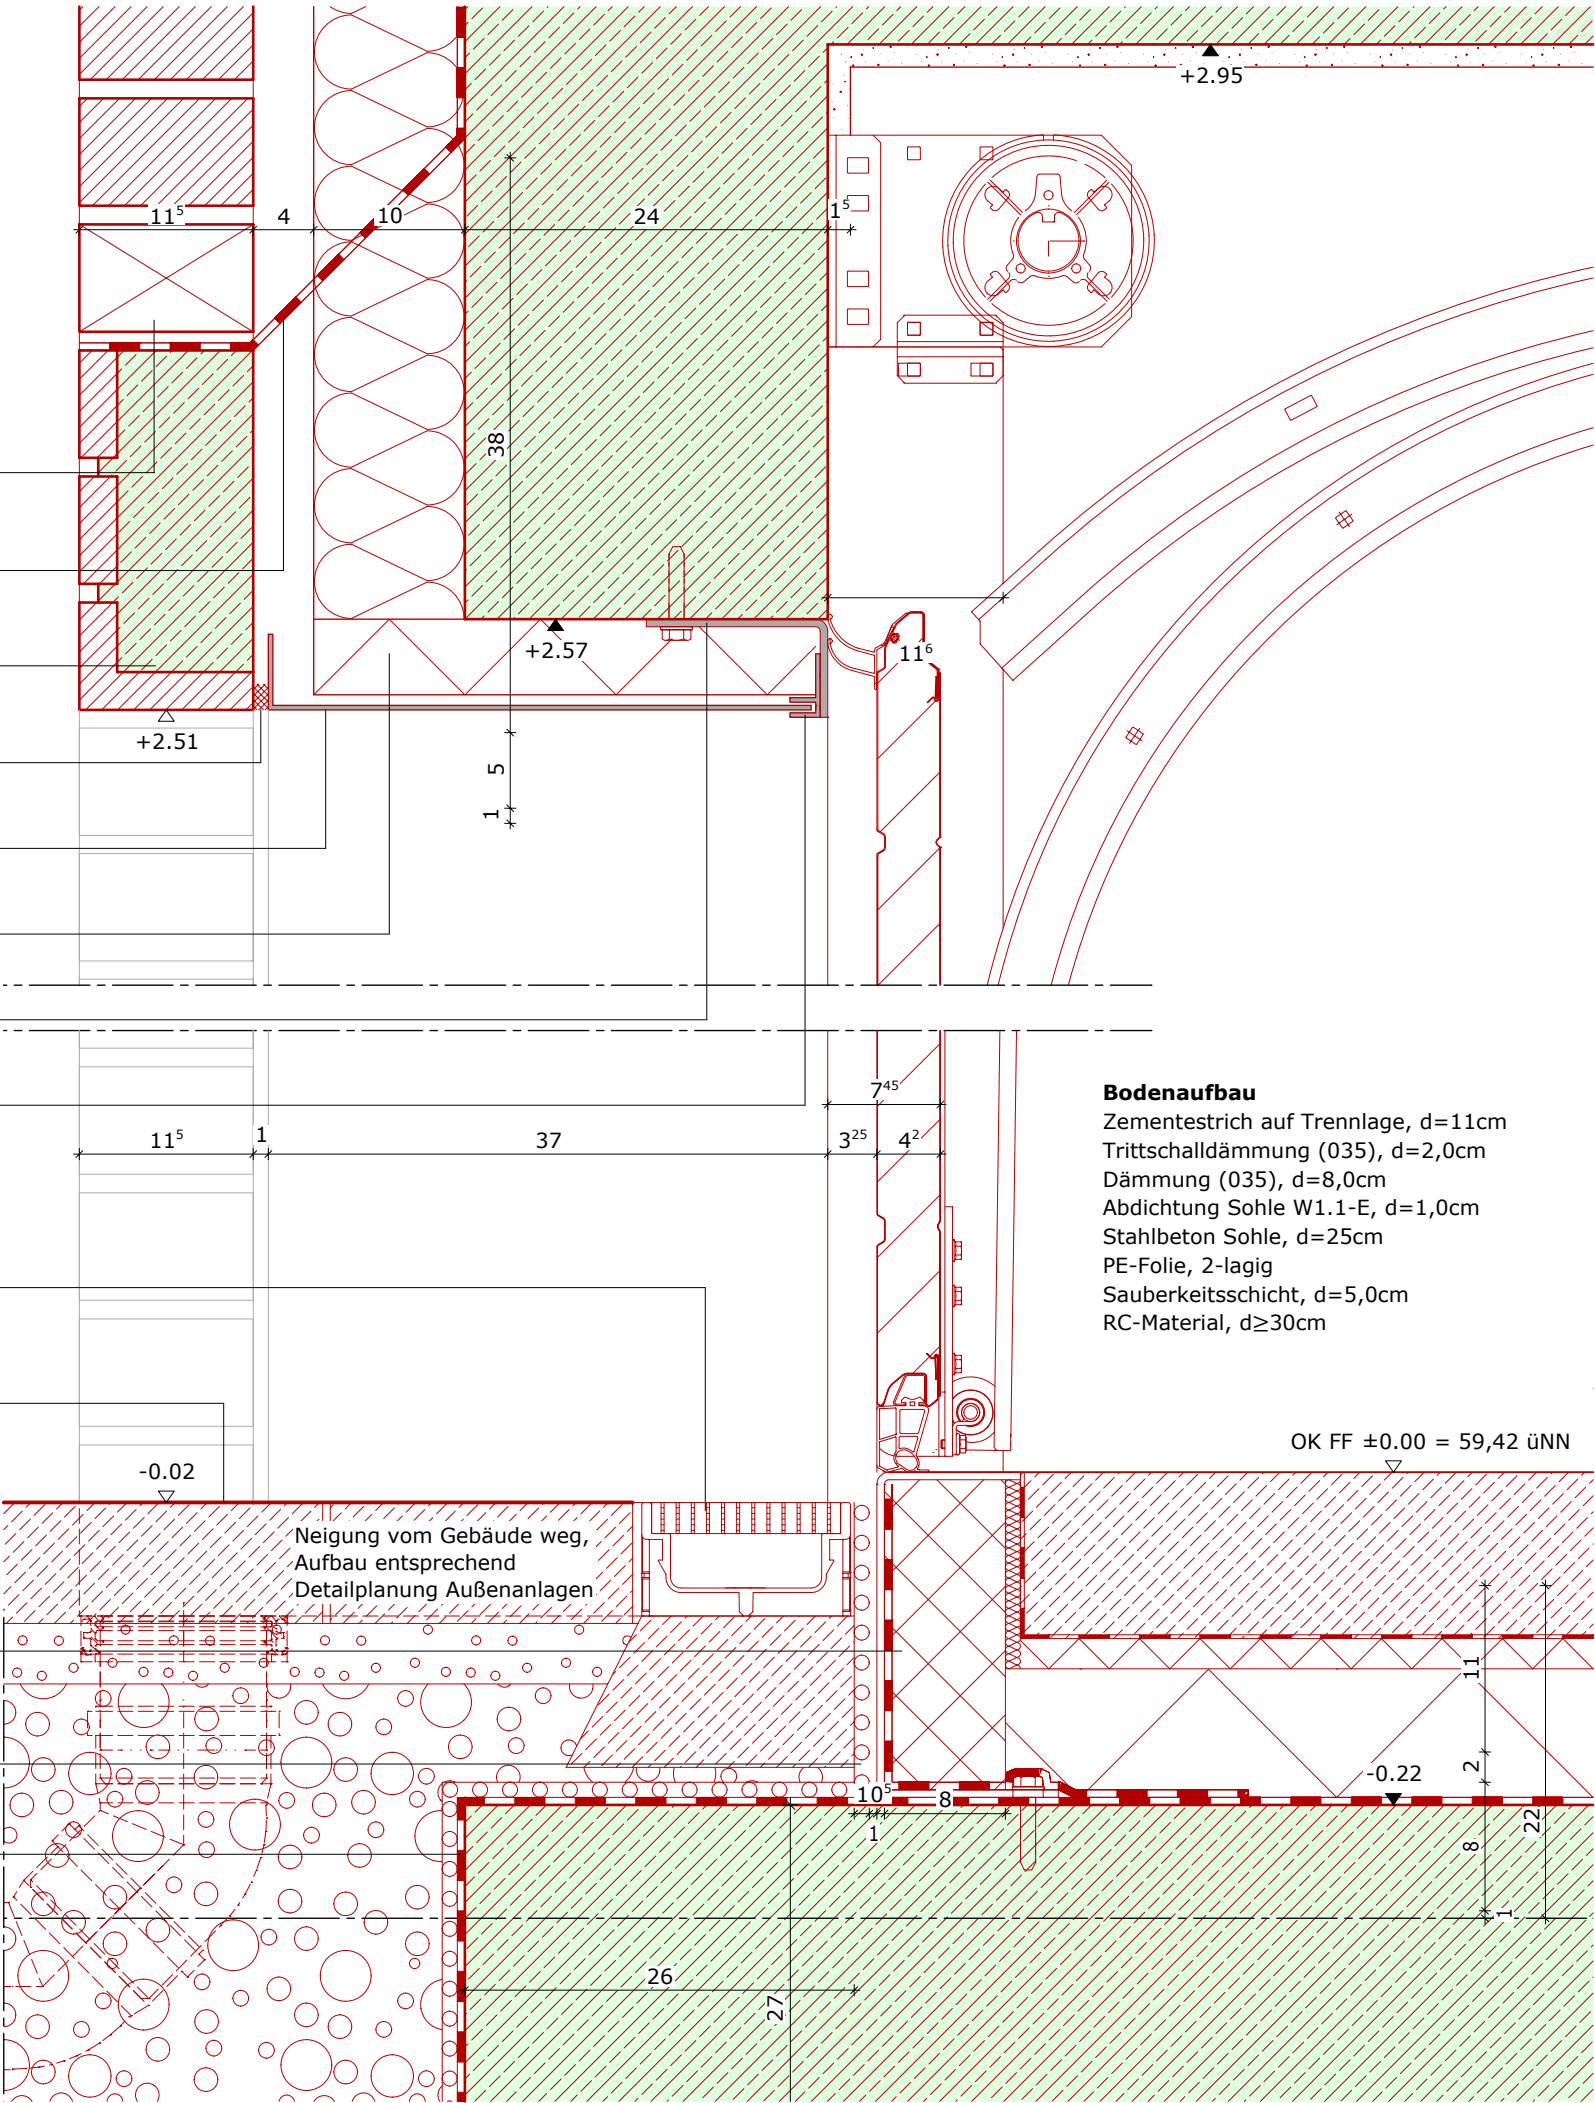 +2.95
11⁵
4
10
24
1⁵
38
+2.57
11⁶
+2.51
5
1
7⁴⁵
11⁵
1
37
3²⁵
4²
Bodenaufbau
Zementestrich auf Trennlage, d=11cm
Trittschalldämmung (035), d=2,0cm
Dämmung (035), d=8,0cm
Abdichtung Sohle W1.1-E, d=1,0cm
Stahlbeton Sohle, d=25cm
PE-Folie, 2-lagig
Sauberkeitsschicht, d=5,0cm
RC-Material, d≥30cm
OK FF ±0.00 = 59,42 üNN
-0.02
Neigung vom Gebäude weg,
Aufbau entsprechend
Detailplanung Außenanlagen
11
2
-0.22
10⁵
8
1
22
8
1
26
27